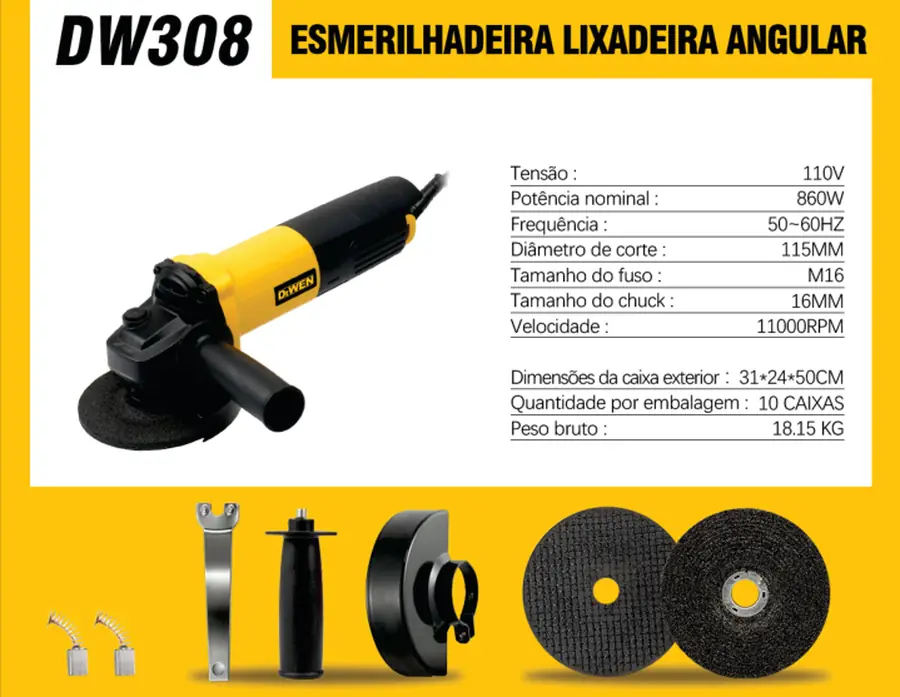 DW308
ESMERILHADEIRA LIXADEIRA ANGULAR
Tensão : 110V
Potência nominal : 860W
Frequência : 50~60HZ
Diâmetro de corte : 115MM
Tamanho do fuso : M16
Tamanho do chuck : 16MM
Velocidade : 11000RPM
DiWEN
Dimensões da caixa exterior : 31*24*50CM
Quantidade por embalagem : 10 CAIXAS
Peso bruto : 18.15 KG